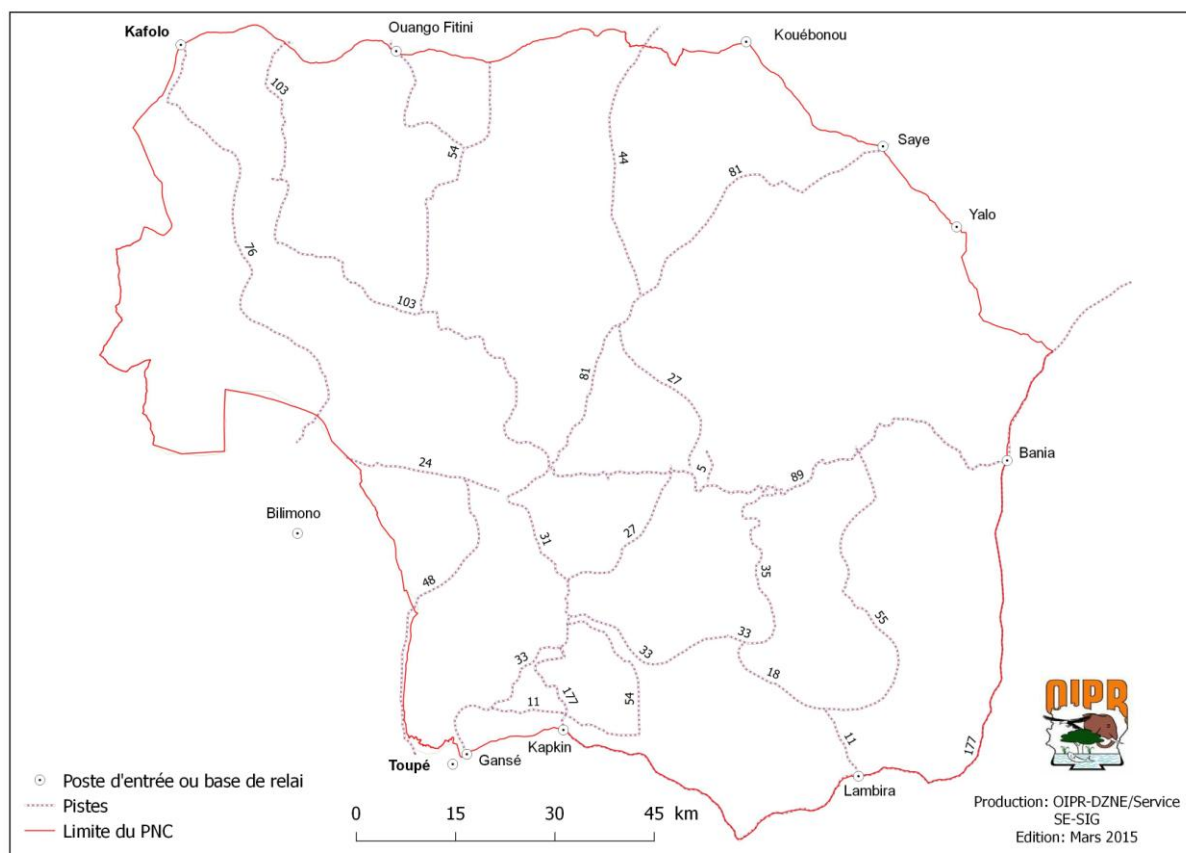 Kafolo
Ouango Fitini
Kouébonou
103
54
44
81
Saye
Yalo
76
103
81
27
24
5
89
Bania
Bilimono
31
27
48
35
55
33
33
33
18
54
177
11
11
177
Kapkin
Gansé
Toupé
Lambira
Poste d'entrée ou base de relai
Pistes
Limite du PNC
0 15 30 45 km
OIPR
Production: OIPR-DZNE/Service
SE-SIG
Edition: Mars 2015